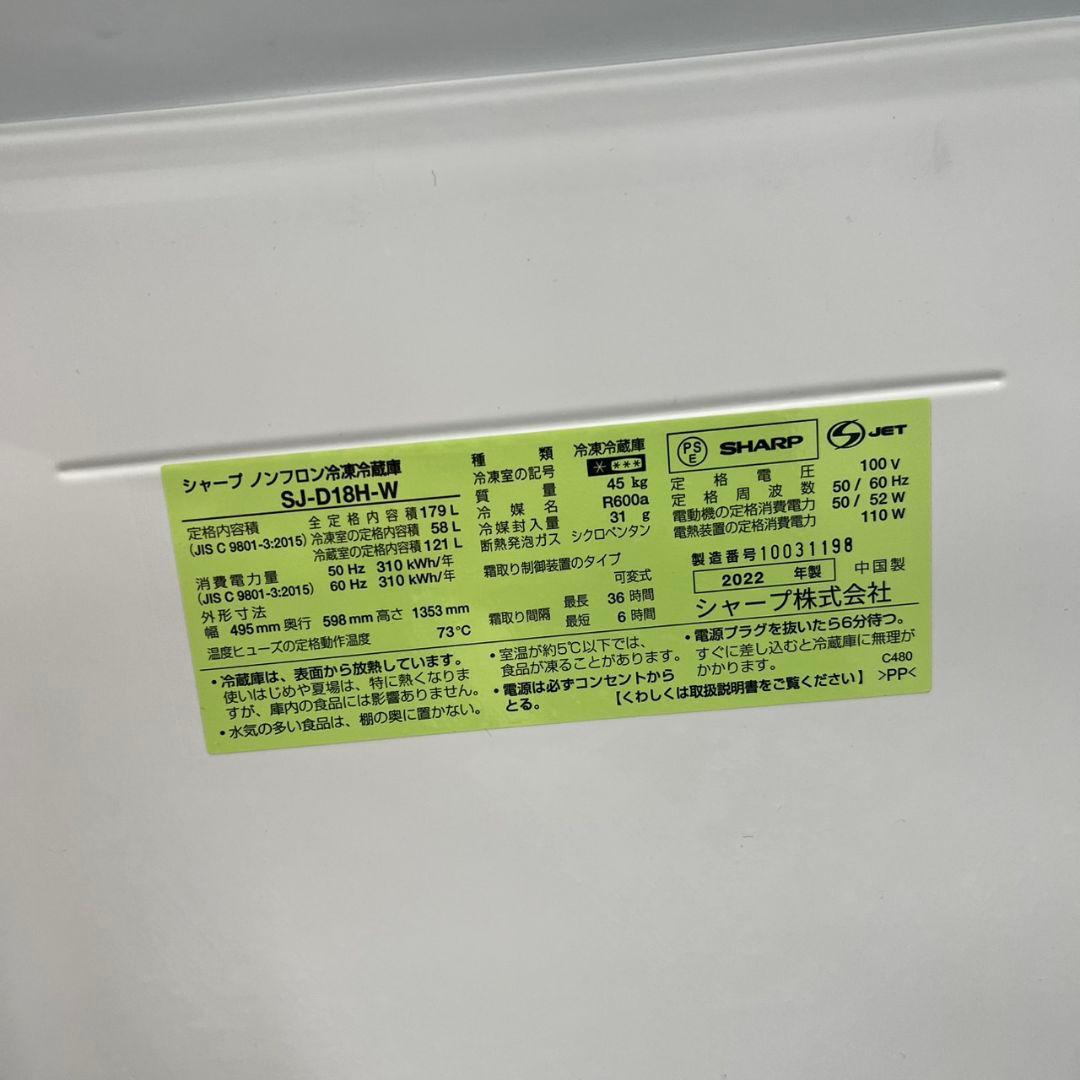 シャープ ノンフロン冷凍冷蔵庫
SJ-D18H-W
定格内容積
(JIS C 9801-3:2015)
全定格内容積 179 L
冷凍室の定格内容積 58 L
冷蔵室の定格内容積 121 L
消費電力量
(JIS C 9801-3:2015)
50 Hz 310 kWh/年
60 Hz 310 kWh/年
外形寸法
幅 495 mm 奥行 598 mm 高さ 1353 mm
温度ヒューズの定格動作温度 73℃
種類 冷凍冷蔵庫
冷凍室の記号 * ***
質量 45 kg
冷媒名 R600a
冷媒封入量 31 g
断熱発泡ガス シクロペンタン
霜取り制御装置のタイプ
可変式
霜取り間隔
最長 36 時間
最短 6 時間
PS
E
SHARP
S JET
定格電圧 100 V
定格周波数 50 / 60 Hz
電動機の定格消費電力 50 / 52 W
電熱装置の定格消費電力 110 W
製造番号 10031198
2022 年製
中国製
シャープ株式会社
・冷蔵庫は、表面から放熱しています。
使いはじめや夏場は、特に熱くなりま
すが、庫内の食品には影響ありません。
・水気の多い食品は、棚の奥に置かない。
・室温が約5℃以下では、
食品が凍ることがあります。
・電源は必ずコンセントから
とる。
・電源プラグを抜いたら6分待つ。
すぐに差し込むと冷蔵庫に無理が
かかります。
【くわしくは取扱説明書をご覧ください】
C480
>PP<